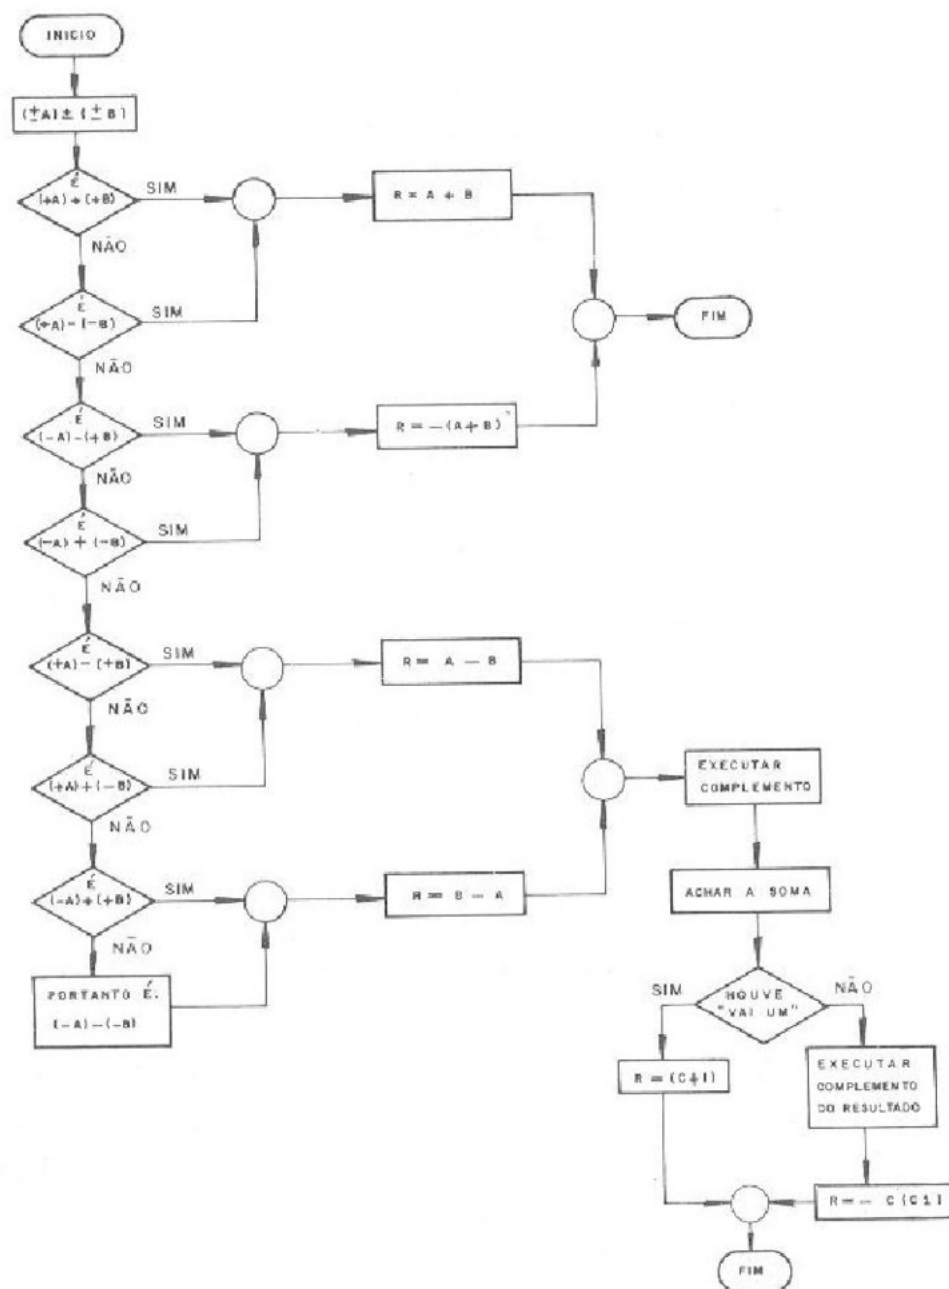 INICIO
(±A) ± (±B)
É
(+A) + (+B)
SIM
R = A + B
NÃO
É
(+A) - (-B)
SIM
FIM
NÃO
É
(-A) - (+B)
SIM
R = -(A + B)
NÃO
É
(-A) + (-B)
SIM
NÃO
É
(+A) - (+B)
SIM
R = A - B
NÃO
É
(+A) + (-B)
SIM
EXECUTAR
COMPLEMENTO
NÃO
É
(-A) + (+B)
SIM
R = B - A
ACHAR A SOMA
NÃO
PORTANTO É.
(-A) - (-B)
HOUVE
"VAI UM"
SIM
NÃO
R = (C+1)
EXECUTAR
COMPLEMENTO
DO RESULTADO
R = - C (C1)
FIM